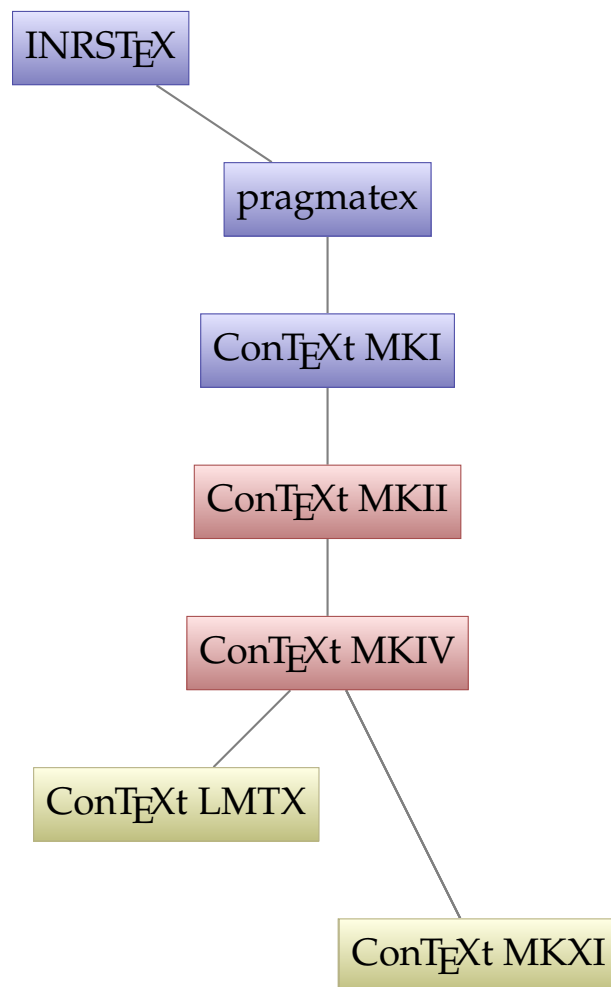 INRSTEX
pragmatex
ConTEXt MKI
ConTEXt MKII
ConTEXt MKIV
ConTEXt LMTX
ConTEXt MKXI